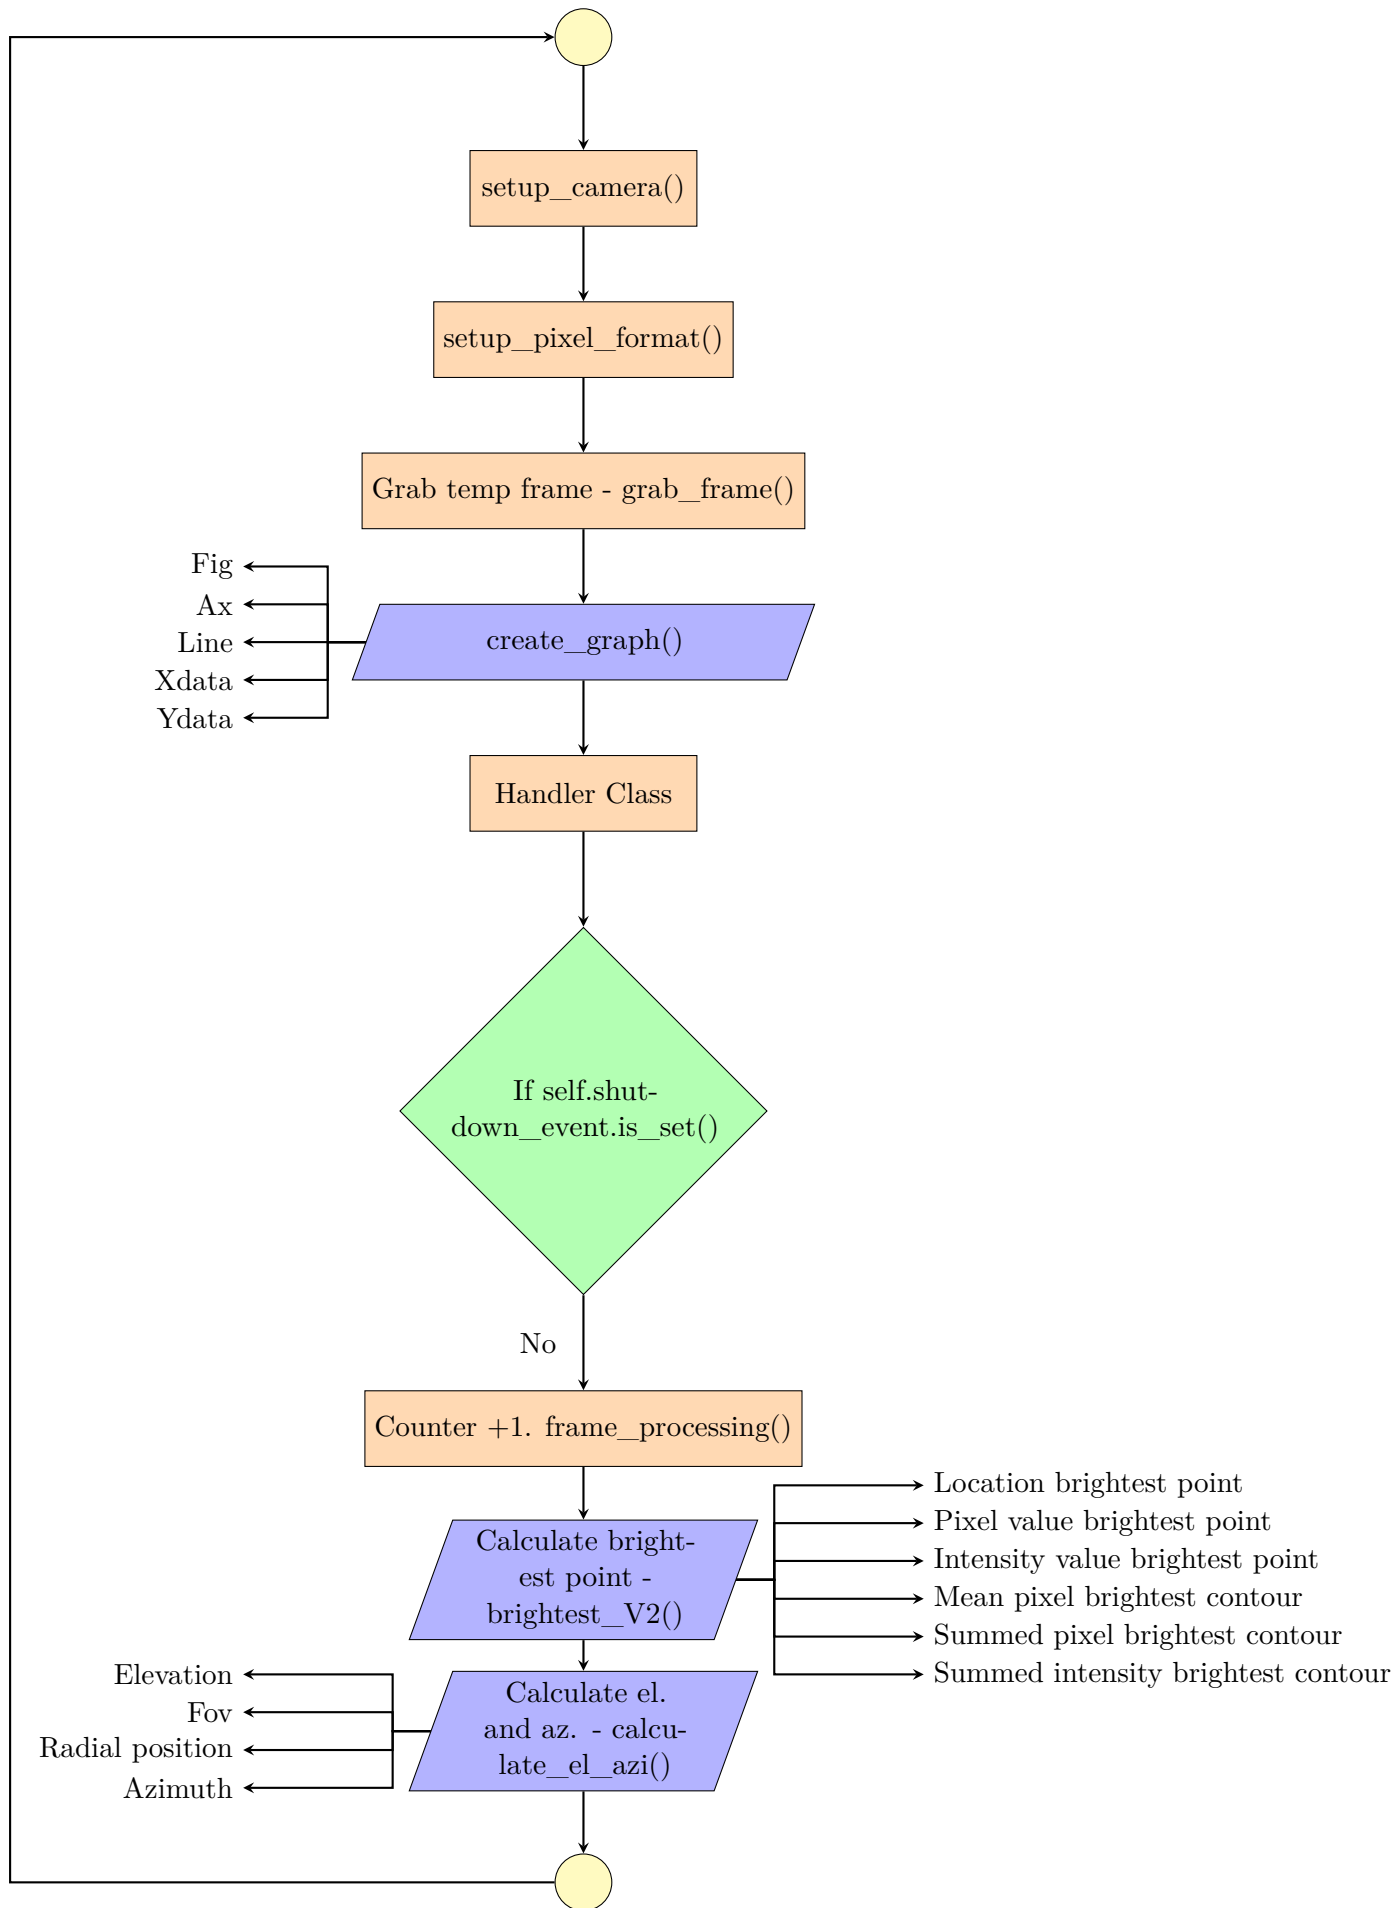 setup_camera()
setup_pixel_format()
Grab temp frame - grab_frame()
Fig
Ax
Line
Xdata
Ydata
create_graph()
Handler Class
If self.shut-
down_event.is_set()
No
Counter +1. frame_processing()
Calculate bright-
est point -
brightest_V2()
Location brightest point
Pixel value brightest point
Intensity value brightest point
Mean pixel brightest contour
Summed pixel brightest contour
Summed intensity brightest contour
Elevation
Fov
Radial position
Azimuth
Calculate el.
and az. - calcu-
late_el_azi()